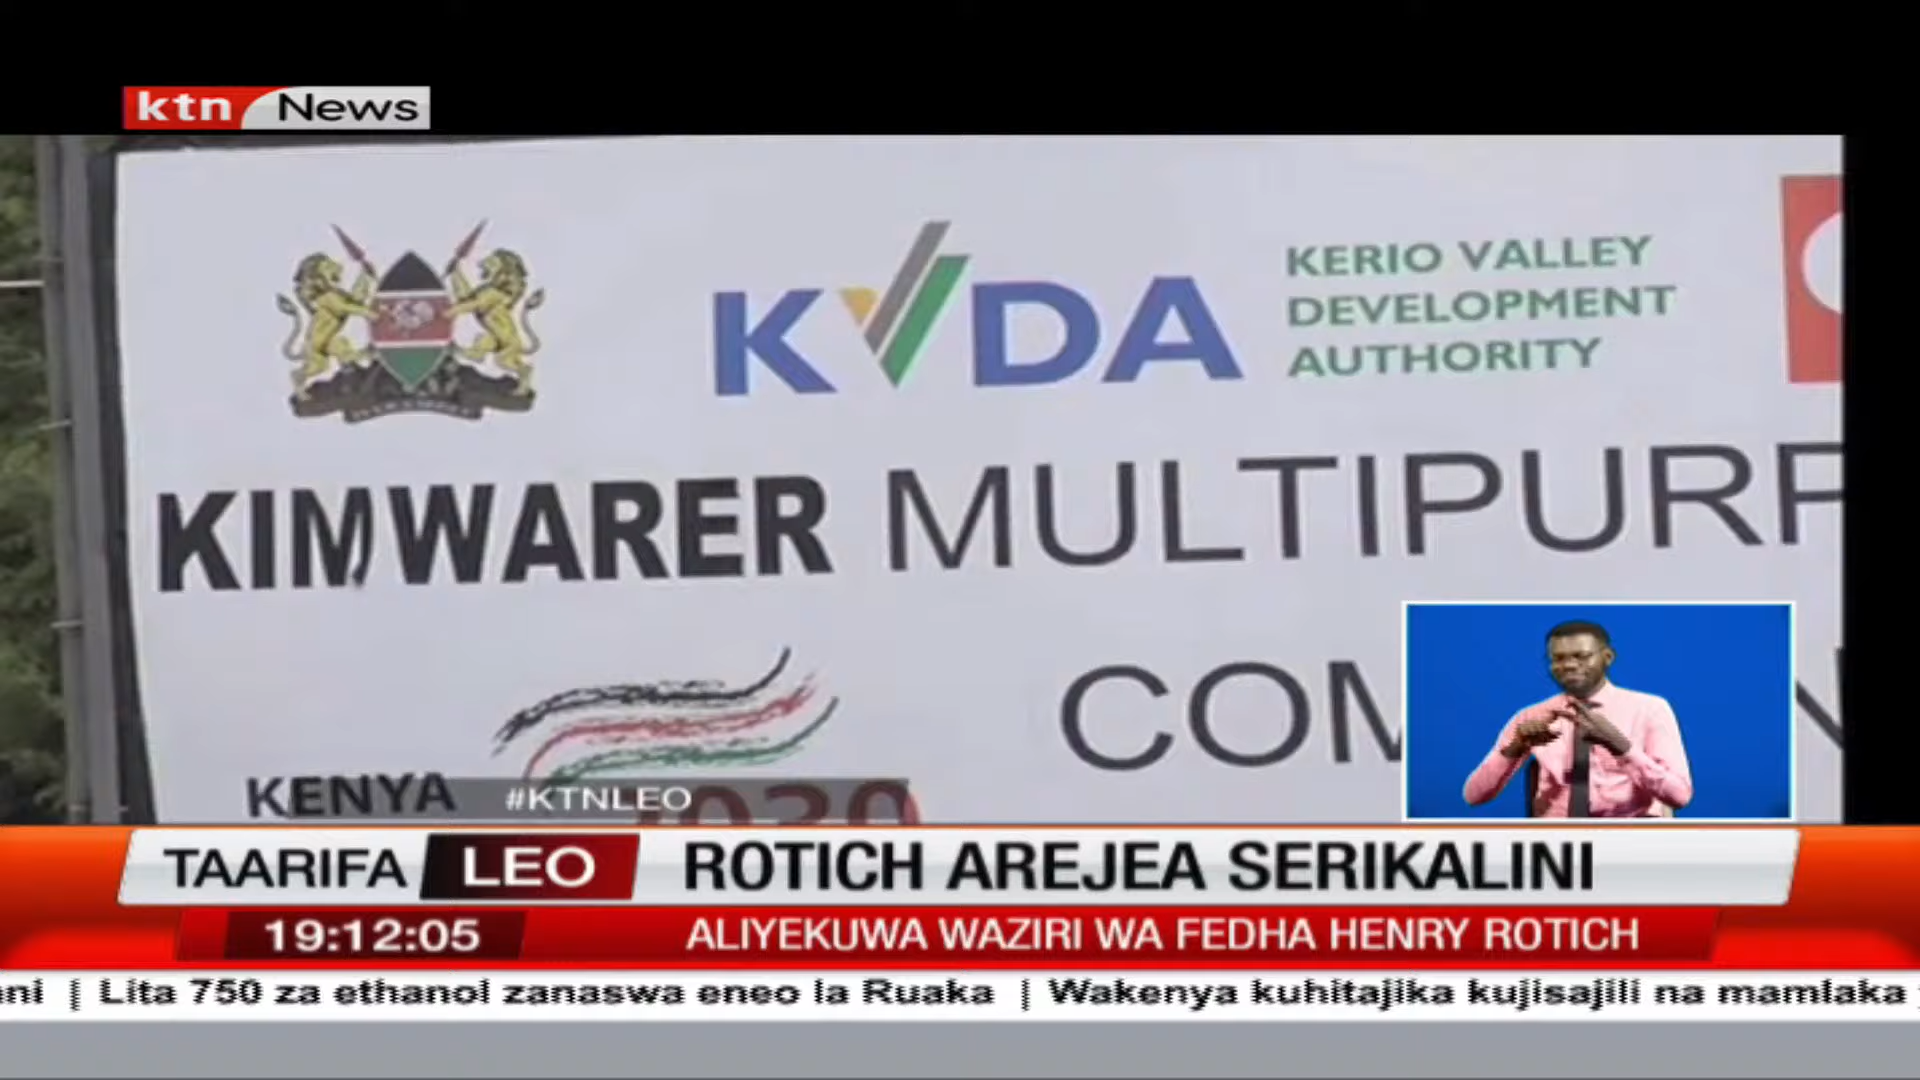 ktn News
KVDA
KERIO VALLEY
DEVELOPMENT
AUTHORITY
KIMWARER MULTIPURP
COM
KENYA
#KTNLEO
TAARIFA LEO
ROTICH AREJEA SERIKALINI
19:12:05
ALIYEKUWA WAZIRI WA FEDHA HENRY ROTICH
ni | Lita 750 za ethanol zanaswa eneo la Ruaka | Wakenya kuhitajika kujisajili na mamlaka